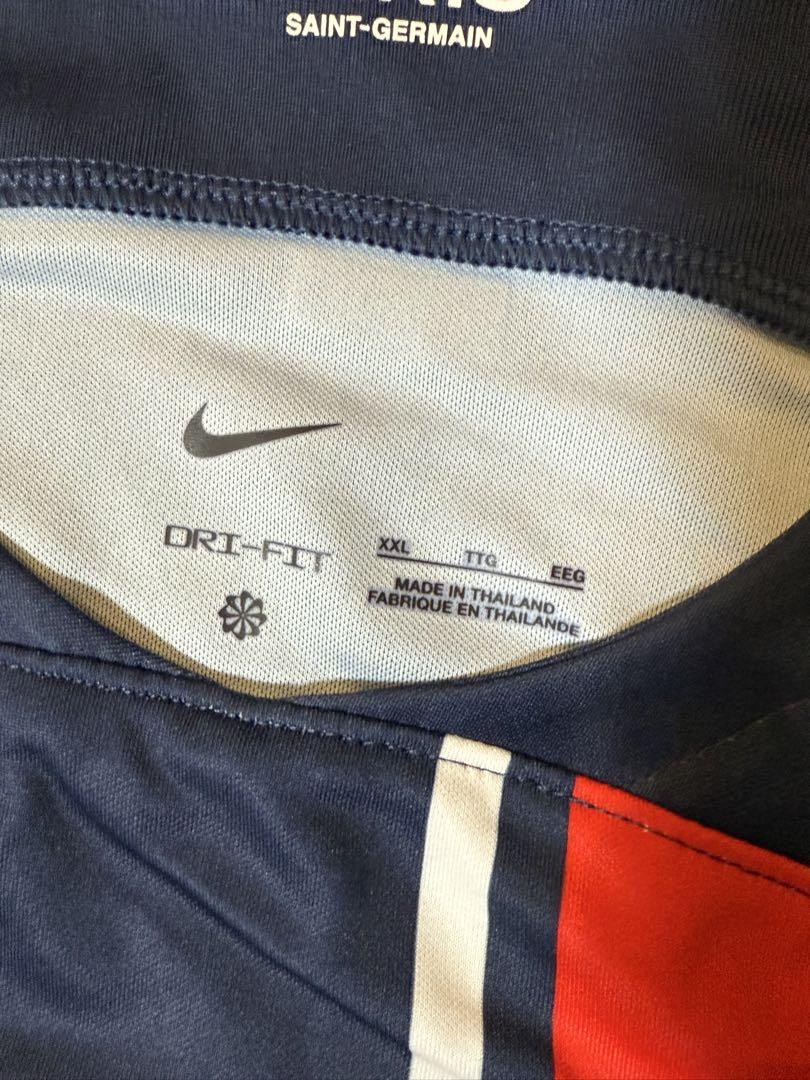 SAINT-GERMAIN
DRI-FIT
XXL TTG EEG
MADE IN THAILAND
FABRIQUE EN THAILANDE